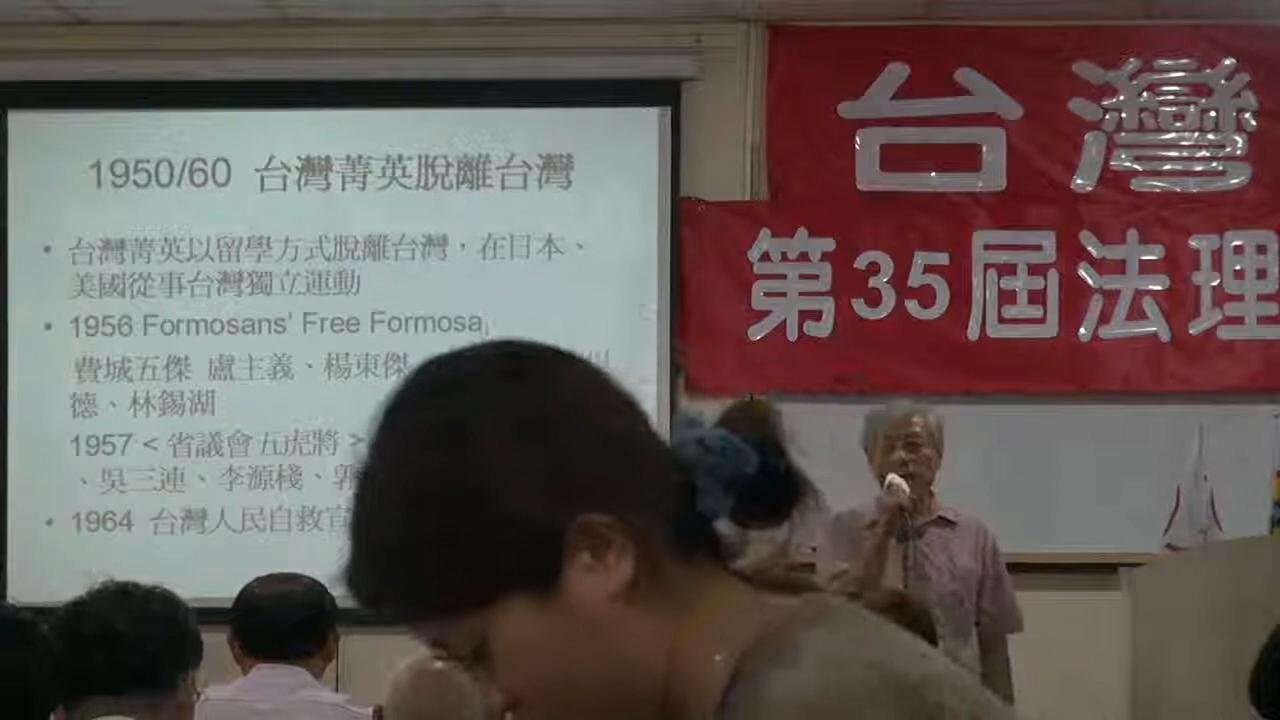 1950/60 台灣菁英脫離台灣
• 台灣菁英以留學方式脫離台灣，在日本、
美國從事台灣獨立運動
• 1956 Formosans' Free Formosa
費城五傑 盧主義、楊東傑
德、林錫湖
1957 < 省議會五虎將 >
、吳三連、李源棧、郭
• 1964 台灣人民自救宣
台灣
第35屆法理